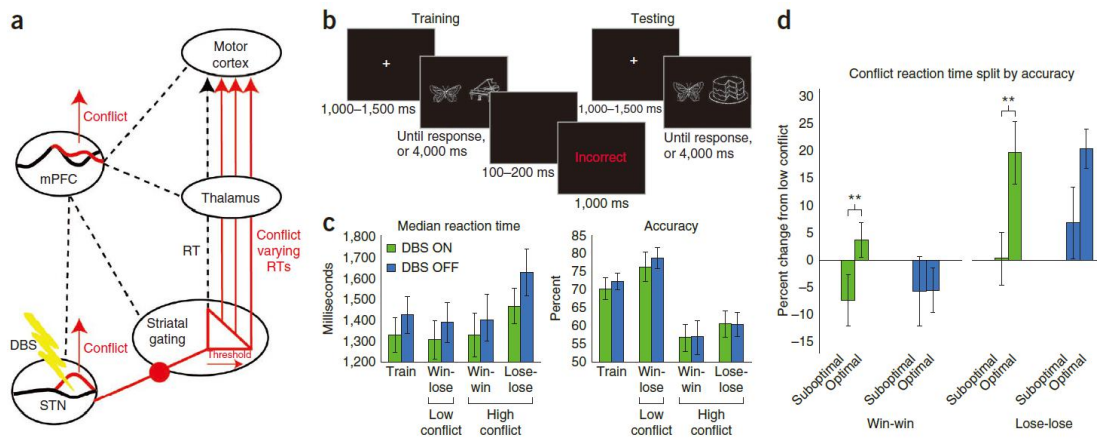 a
Motor
cortex
Conflict
mPFC
Thalamus
RT
Conflict
varying
RTs
Striatal
gating
Threshold
DBS
Conflict
STN
b
Training
Testing
+
+
1,000–1,500 ms
Until response,
or 4,000 ms
100–200 ms
Incorrect
1,000 ms
1,000–1,500 ms
Until response,
or 4,000 ms
c
Median reaction time
DBS ON
DBS OFF
Milliseconds
1,800
1,700
1,600
1,500
1,400
1,300
1,200
Train
Win-
lose
Win-
win
Lose-
lose
Low
conflict
High
conflict
Accuracy
Percent
85
80
75
70
65
60
55
50
Train
Win-
lose
Win-
win
Lose-
lose
Low
conflict
High
conflict
d
Conflict reaction time split by accuracy
Percent change from low conflict
30
25
20
15
10
5
0
−5
−10
−15
**
**
Suboptimal
Optimal
Suboptimal
Optimal
Suboptimal
Optimal
Suboptimal
Optimal
Win-win
Lose-lose